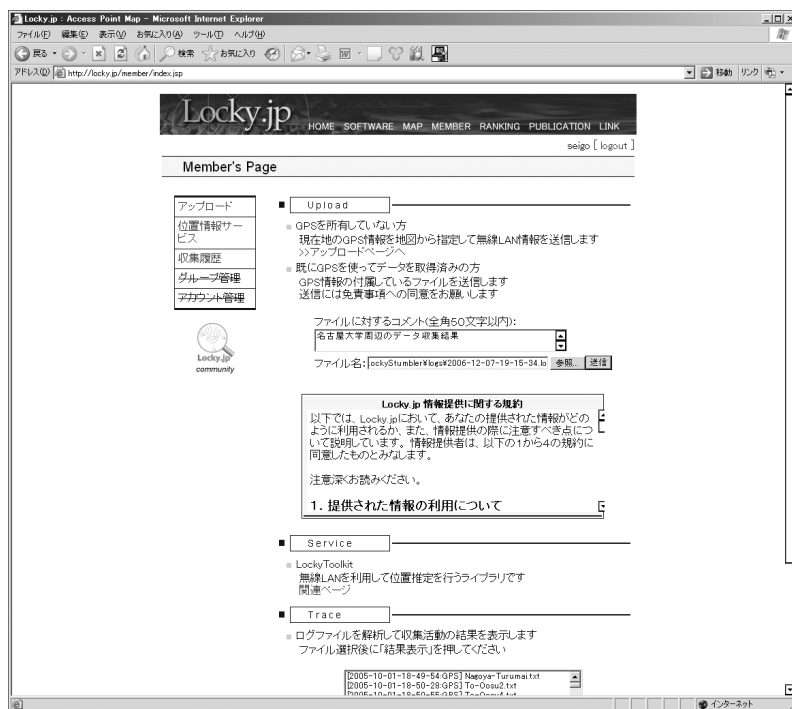 Locky.jp : Access Point Map - Microsoft Internet Explorer
ファイル(F) 編集(E) 表示(V) お気に入り(A) ツール(T) ヘルプ(H)
戻る 検索 お気に入り
アドレス(D) http://locky.jp/member/index.jsp 移動 リンク
Locky.jp HOME SOFTWARE MAP MEMBER RANKING PUBLICATION LINK
seigo [ logout ]
Member's Page
アップロード
位置情報サー
ビス
収集履歴
グループ管理
アカウント管理
Locky.jp
community
Upload
GPSを所有していない方
現在地のGPS情報を地図から指定して無線LAN情報を送信します
>>アップロードページへ
既にGPSを使ってデータを取得済みの方
GPS情報の付属しているファイルを送信します
送信には免責事項への同意をお願いします
ファイルに対するコメント(全角50文字以内):
名古屋大学周辺のデータ収集結果
ファイル名: ockyStumbler¥logs¥2006-12-07-19-15-34.lo 参照... 送信
Locky.jp 情報提供に関する規約
以下では、Locky.jpにおいて、あなたの提供された情報がどの
ように利用されるか、また、情報提供の際に注意すべき点につ
いて説明しています。情報提供者は、以下の1から4の規約に
同意したものとみなします。
注意深くお読みください。
1. 提供された情報の利用について
Service
LockyToolkit
無線LANを利用して位置推定を行うライブラリです
関連ページ
Trace
ログファイルを解析して収集活動の結果を表示します
ファイル選択後に「結果表示」を押してください
[2005-10-01-18-49-54:GPS] Nagoya-Turumai.txt
[2005-10-01-18-50-28:GPS] To-Oosu2.txt
[2005-10-01-18-50-55:GPS] To-Oosu4.txt
インターネット